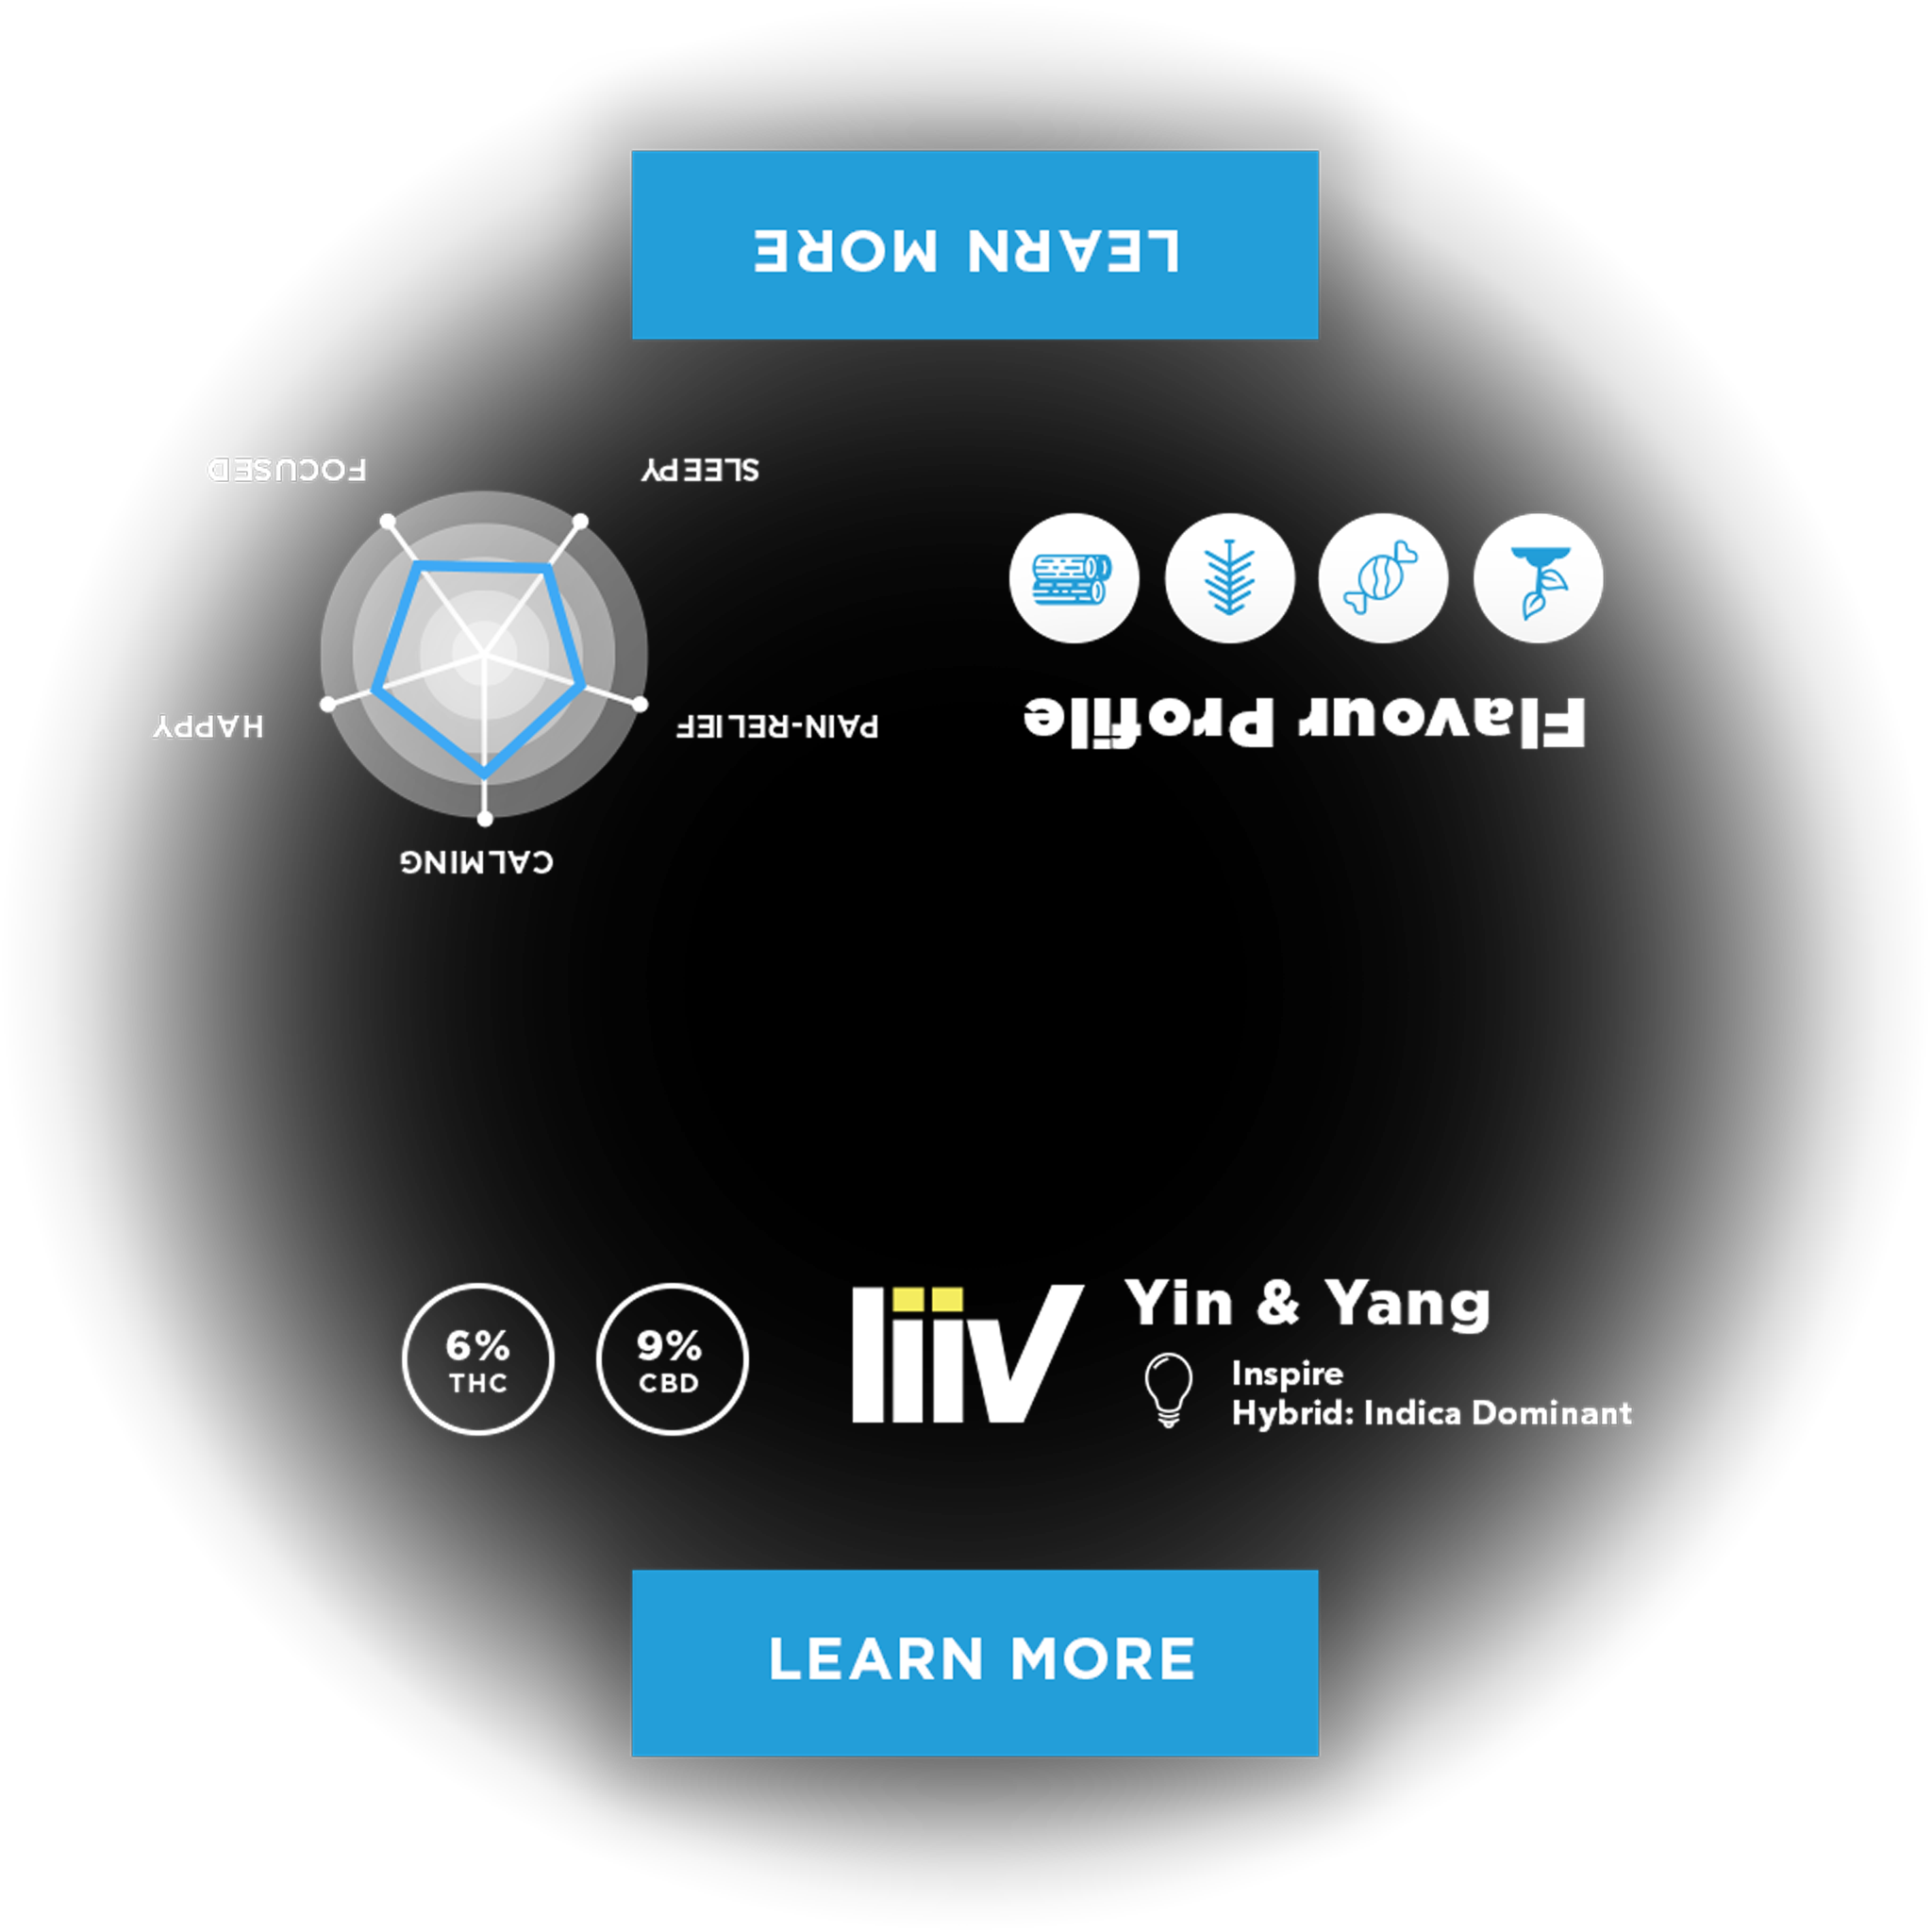 LEARN MORE
FOCUSED
SLEEPY
HAPPY
PAIN-RELIEF
CALMING
Flavour Profile
6%
THC
9%
CBD
liiv
Yin & Yang
Inspire
Hybrid: Indica Dominant
LEARN MORE